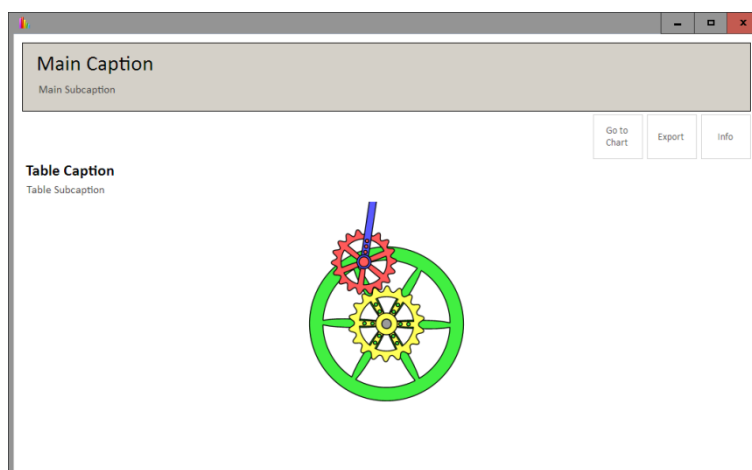 Main Caption
Main Subcaption
Go to
Chart
Export
Info
Table Caption
Table Subcaption